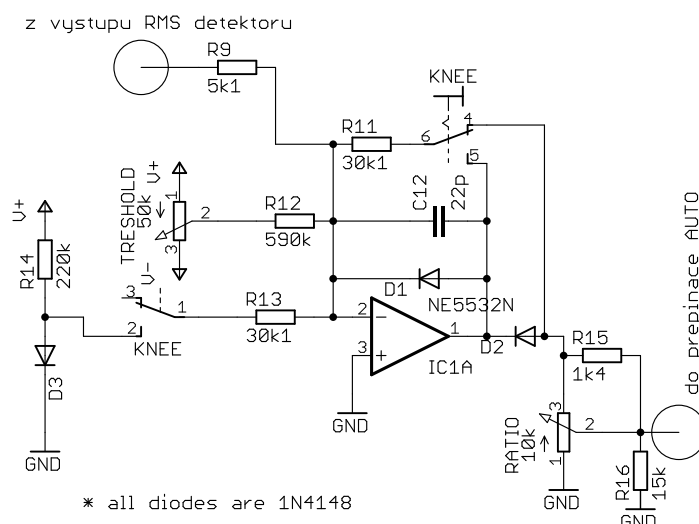 z vystupu RMS detektoru
R9
5k1
KNEE
R11
30k1
6
4
5
C12
22p
V+
TRESHOLD
50k
1
2
3
V-
R12
590k
V+
R14
220k
3
2
1
KNEE
R13
30k1
D1
NE5532N
2
3
1
IC1A
D2
R15
1k4
do prepinace AUTO
D3
GND
GND
RATIO
10k
3
2
1
R16
15k
GND
GND
* all diodes are 1N4148